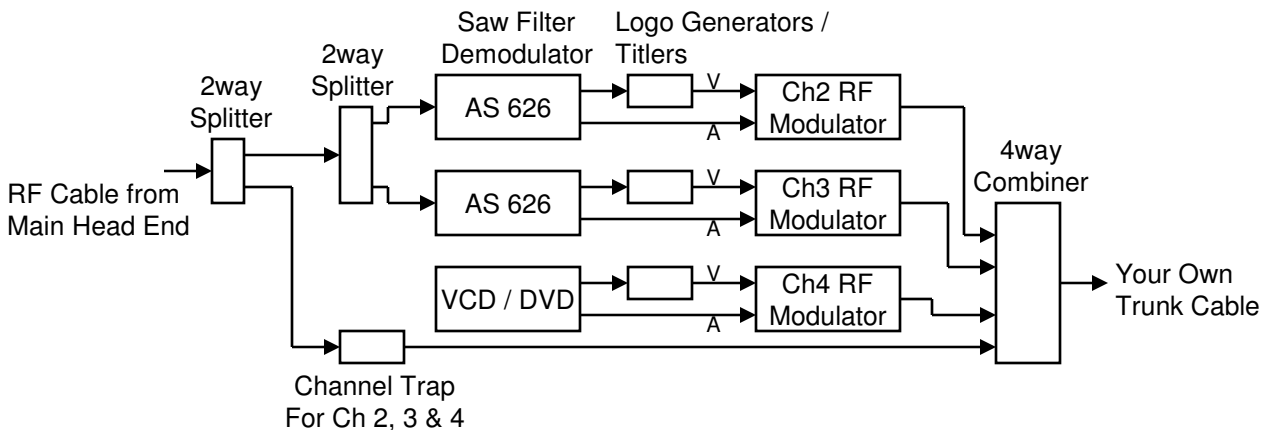 Saw Filter
Demodulator
Logo Generators /
Titlers
2way
Splitter
2way
Splitter
AS 626
V
A
Ch2 RF
Modulator
4way
Combiner
RF Cable from
Main Head End
AS 626
V
A
Ch3 RF
Modulator
VCD / DVD
V
A
Ch4 RF
Modulator
Your Own
Trunk Cable
Channel Trap
For Ch 2, 3 & 4